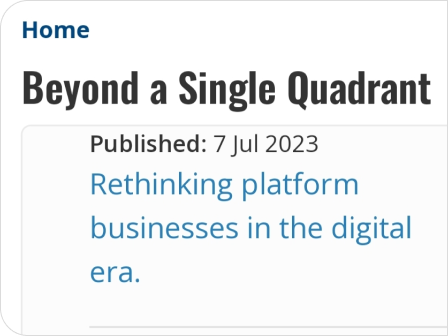 Home
Beyond a Single Quadrant
Published: 7 Jul 2023
Rethinking platform
businesses in the digital
era.